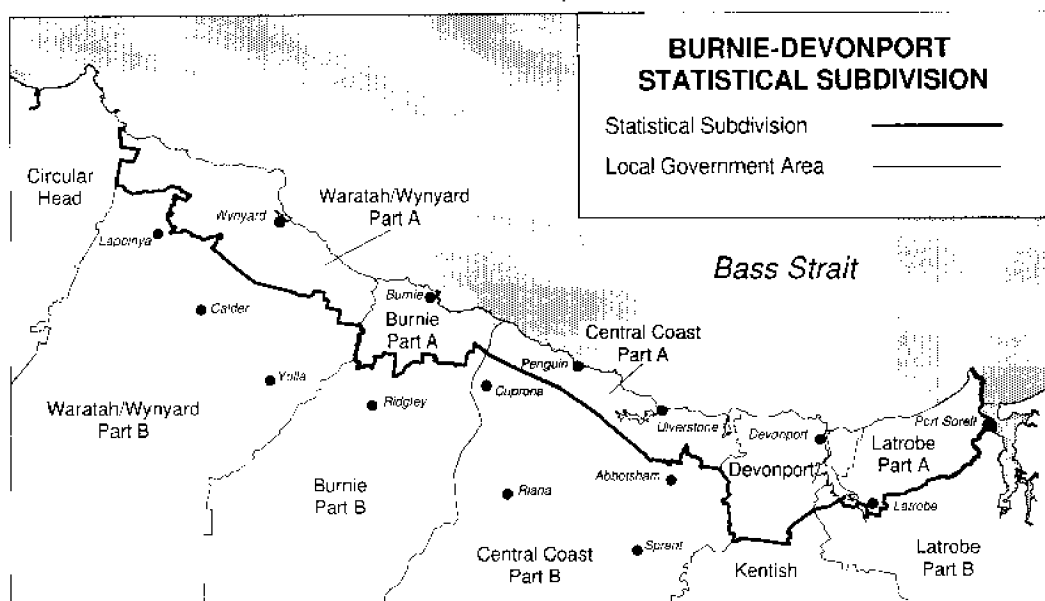 BURNIE-DEVONPORT
STATISTICAL SUBDIVISION
Statistical Subdivision
Local Government Area
Circular
Head
Waratah/Wynyard
Part A
Wynyard
Lapoinya
Bass Strait
Calder
Burnie
Burnie
Part A
Central Coast
Part A
Penguin
Yolla
Ridgley
Cuprona
Waratah/Wynyard
Part B
Ulverstone
Devonport
Port Sorell
Devonport
Latrobe
Part A
Abbotsham
Burnie
Part B
Riana
Latrobe
Sprent
Central Coast
Part B
Kentish
Latrobe
Part B